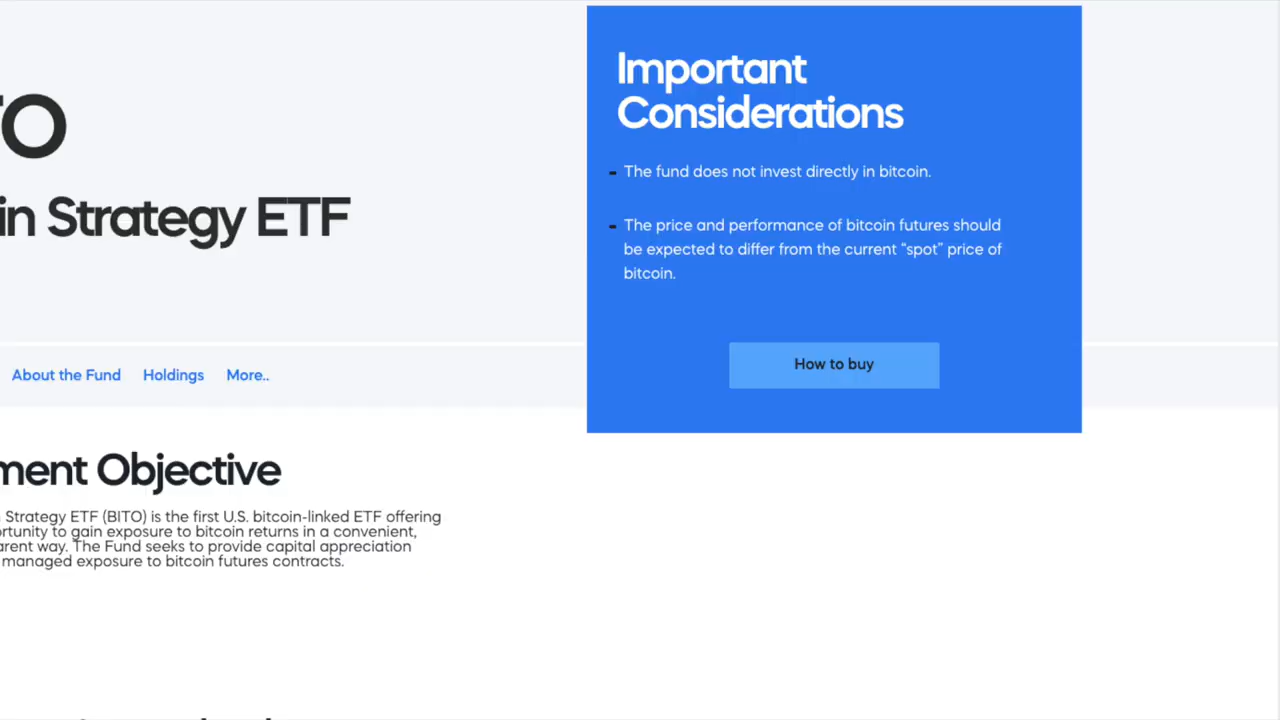 TO
in Strategy ETF
Important
Considerations
- The fund does not invest directly in bitcoin.
- The price and performance of bitcoin futures should
be expected to differ from the current “spot” price of
bitcoin.
How to buy
About the Fund Holdings More..
ment Objective
Strategy ETF (BITO) is the first U.S. bitcoin-linked ETF offering
ortunity to gain exposure to bitcoin returns in a convenient,
arent way. The Fund seeks to provide capital appreciation
managed exposure to bitcoin futures contracts.